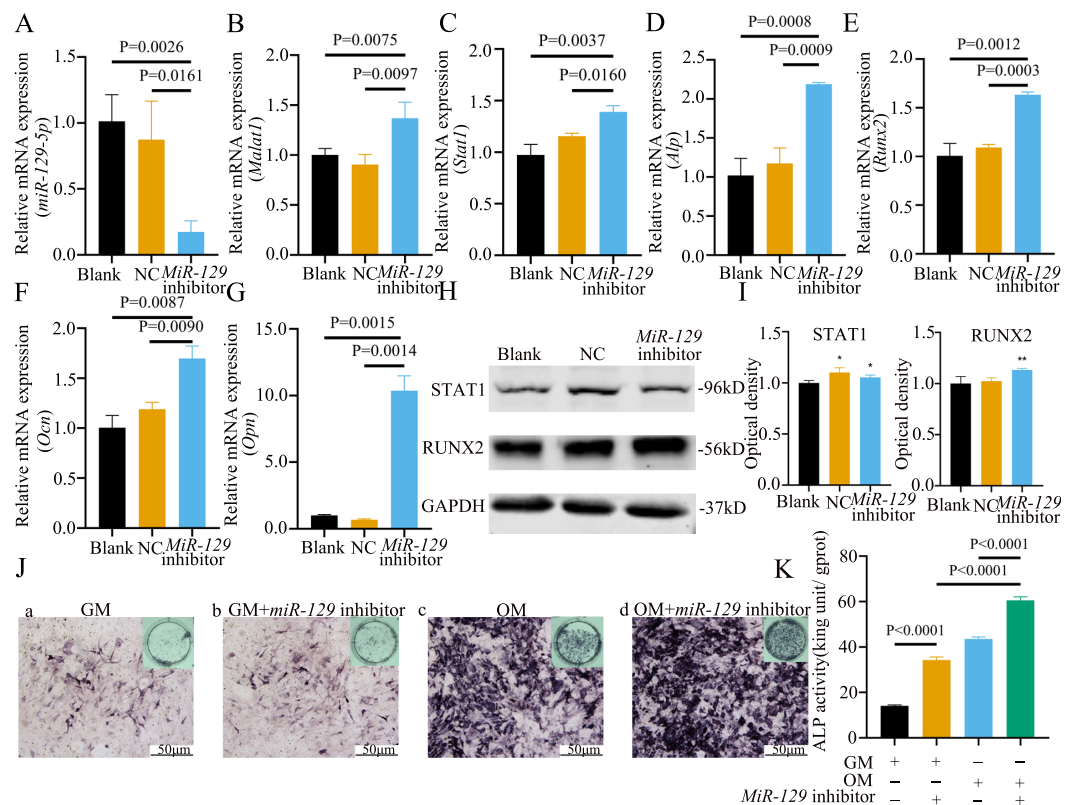 A
P=0.0026
P=0.0161
Relative mRNA expression
(miR-129-5p)
1.5
1.0
0.5
0.0
Blank NC MiR-129
inhibitor
B
P=0.0075
P=0.0097
Relative mRNA expression
(Malat1)
2.0
1.5
1.0
0.5
0.0
Blank NC MiR-129
inhibitor
C
P=0.0037
P=0.0160
Relative mRNA expression
(Stat1)
2.0
1.5
1.0
0.5
0.0
Blank NC MiR-129
inhibitor
D
P=0.0008
P=0.0009
Relative mRNA expression
(Alp)
2.5
2.0
1.5
1.0
0.5
0.0
Blank NC MiR-129
inhibitor
E
P=0.0012
P=0.0003
Relative mRNA expression
(Runx2)
2.0
1.5
1.0
0.5
0.0
Blank NC MiR-129
inhibitor
F
P=0.0087
P=0.0090
Relative mRNA expression
(Ocn)
2.0
1.5
1.0
0.5
0.0
Blank NC MiR-129
inhibitor
G
P=0.0015
P=0.0014
Relative mRNA expression
(Opn)
15.0
10.0
5.0
0.0
Blank NC MiR-129
inhibitor
H
Blank NC MiR-129
inhibitor
STAT1 -96kD
RUNX2 -56kD
GAPDH -37kD
I
STAT1
Optical density
1.5
1.0
0.5
0.0
* *
Blank NC MiR-129
inhibitor
RUNX2
Optical density
1.5
1.0
0.5
0.0
**
Blank NC MiR-129
inhibitor
J
a GM
50μm
b GM+miR-129 inhibitor
50μm
c OM
50μm
d OM+miR-129 inhibitor
50μm
K
P<0.0001
P<0.0001
P<0.0001
ALP activity(king unit/ gprot)
80
60
40
20
0
GM + + – –
OM – – + +
MiR-129 inhibitor – + – +